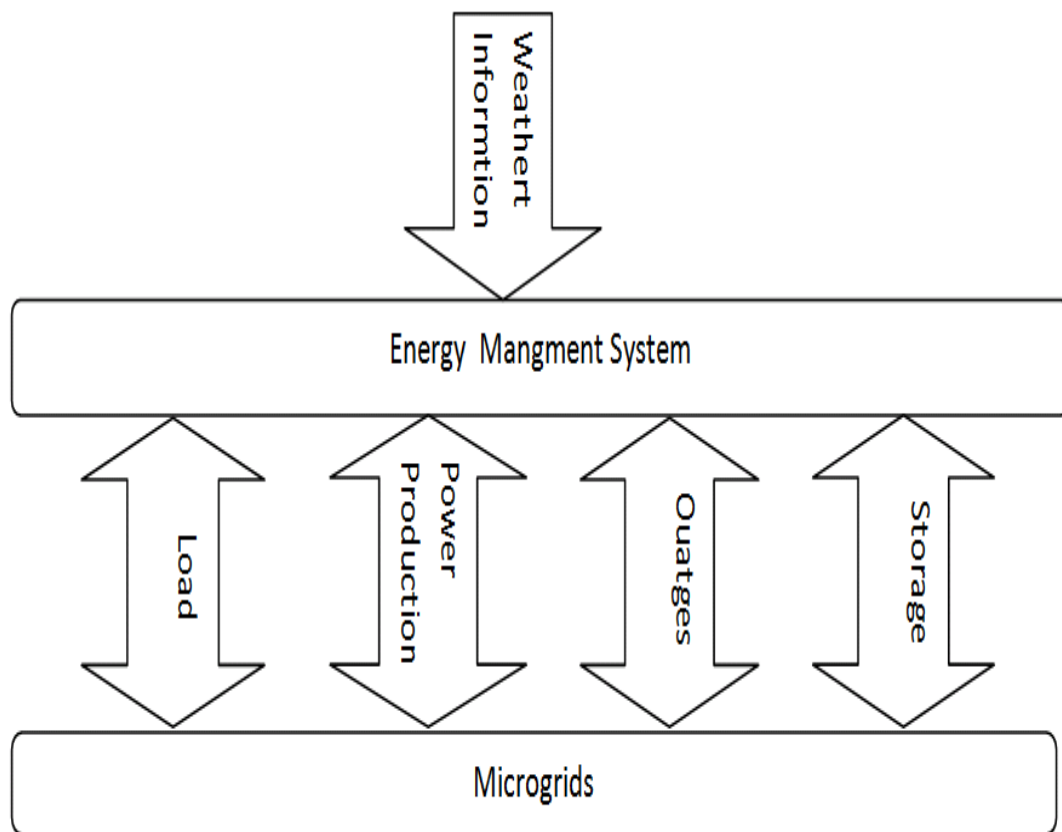 Weathert
Informtion
Energy Mangment System
Load
Power
Production
Ouatges
Storage
Microgrids